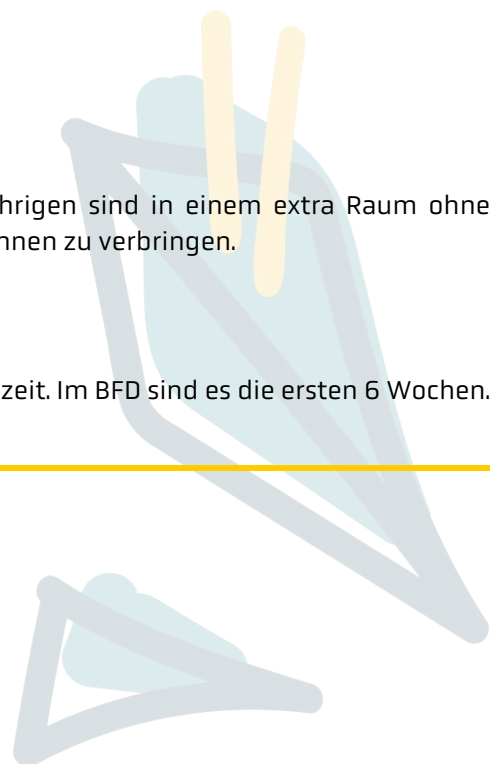 hrigen sind in einem extra Raum ohne
nnen zu verbringen.
zeit. Im BFD sind es die ersten 6 Wochen.